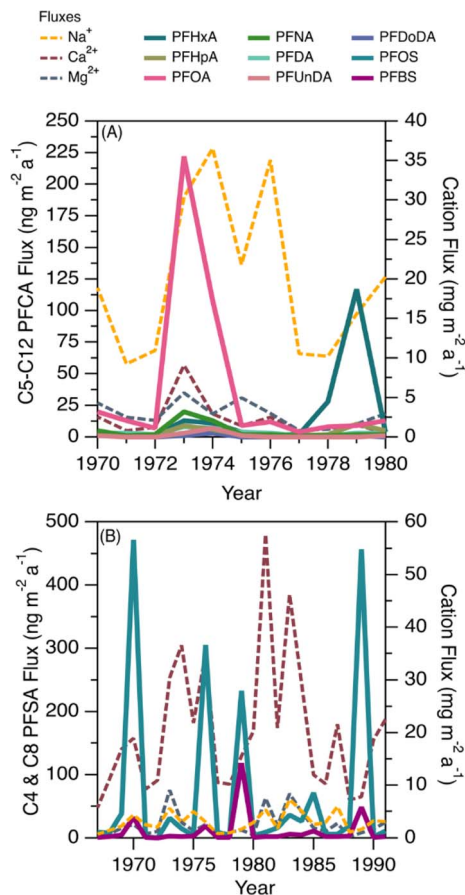 Fluxes
Na⁺ PFHxA PFNA PFDoDA
Ca²⁺ PFHpA PFDA PFOS
Mg²⁺ PFOA PFUnDA PFBS
(A)
C5-C12 PFCA Flux (ng m⁻² a⁻¹)
250
225
200
175
150
125
100
75
50
25
0
40
35
30
25
20
15
10
5
0
Cation Flux (mg m⁻² a⁻¹)
1970 1972 1974 1976 1978 1980
Year
(B)
C4 & C8 PFSA Flux (ng m⁻² a⁻¹)
500
400
300
200
100
0
60
50
40
30
20
10
0
Cation Flux (mg m⁻² a⁻¹)
1970 1975 1980 1985 1990
Year